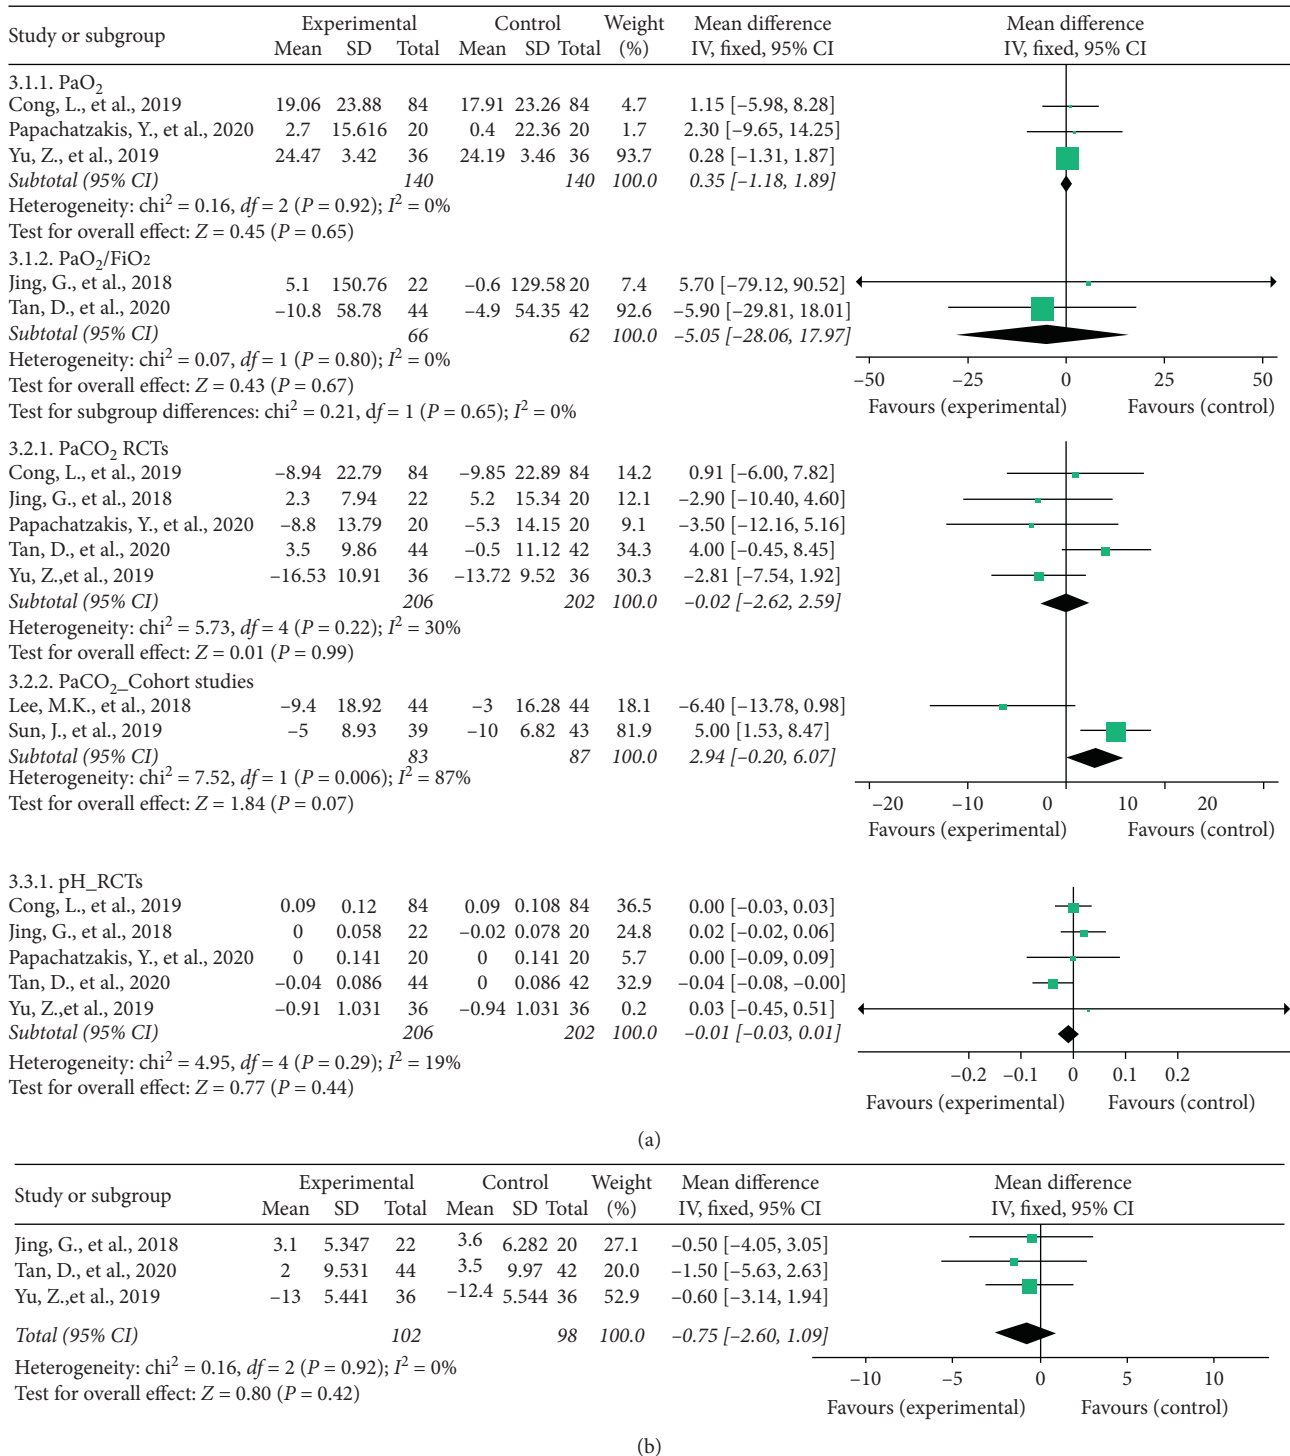 Study or subgroup Experimental Control Weight Mean difference Mean difference
Mean SD Total Mean SD Total (%) IV, fixed, 95% CI IV, fixed, 95% CI
3.1.1. PaO₂
Cong, L., et al., 2019 19.06 23.88 84 17.91 23.26 84 4.7 1.15 [–5.98, 8.28]
Papachatzakis, Y., et al., 2020 2.7 15.616 20 0.4 22.36 20 1.7 2.30 [–9.65, 14.25]
Yu, Z., et al., 2019 24.47 3.42 36 24.19 3.46 36 93.7 0.28 [–1.31, 1.87]
Subtotal (95% CI) 140 140 100.0 0.35 [–1.18, 1.89]
Heterogeneity: chi² = 0.16, df = 2 (P = 0.92); I² = 0%
Test for overall effect: Z = 0.45 (P = 0.65)
3.1.2. PaO₂/FiO₂
Jing, G., et al., 2018 5.1 150.76 22 –0.6 129.58 20 7.4 5.70 [–79.12, 90.52]
Tan, D., et al., 2020 –10.8 58.78 44 –4.9 54.35 42 92.6 –5.90 [–29.81, 18.01]
Subtotal (95% CI) 66 62 100.0 –5.05 [–28.06, 17.97]
Heterogeneity: chi² = 0.07, df = 1 (P = 0.80); I² = 0%
Test for overall effect: Z = 0.43 (P = 0.67)
Test for subgroup differences: chi² = 0.21, df = 1 (P = 0.65); I² = 0%
–50 –25 0 25 50
Favours (experimental) Favours (control)
3.2.1. PaCO₂ RCTs
Cong, L., et al., 2019 –8.94 22.79 84 –9.85 22.89 84 14.2 0.91 [–6.00, 7.82]
Jing, G., et al., 2018 2.3 7.94 22 5.2 15.34 20 12.1 –2.90 [–10.40, 4.60]
Papachatzakis, Y., et al., 2020 –8.8 13.79 20 –5.3 14.15 20 9.1 –3.50 [–12.16, 5.16]
Tan, D., et al., 2020 3.5 9.86 44 –0.5 11.12 42 34.3 4.00 [–0.45, 8.45]
Yu, Z.,et al., 2019 –16.53 10.91 36 –13.72 9.52 36 30.3 –2.81 [–7.54, 1.92]
Subtotal (95% CI) 206 202 100.0 –0.02 [–2.62, 2.59]
Heterogeneity: chi² = 5.73, df = 4 (P = 0.22); I² = 30%
Test for overall effect: Z = 0.01 (P = 0.99)
3.2.2. PaCO₂_Cohort studies
Lee, M.K., et al., 2018 –9.4 18.92 44 –3 16.28 44 18.1 –6.40 [–13.78, 0.98]
Sun, J., et al., 2019 –5 8.93 39 –10 6.82 43 81.9 5.00 [1.53, 8.47]
Subtotal (95% CI) 83 87 100.0 2.94 [–0.20, 6.07]
Heterogeneity: chi² = 7.52, df = 1 (P = 0.006); I² = 87%
Test for overall effect: Z = 1.84 (P = 0.07)
–20 –10 0 10 20
Favours (experimental) Favours (control)
3.3.1. pH_RCTs
Cong, L., et al., 2019 0.09 0.12 84 0.09 0.108 84 36.5 0.00 [–0.03, 0.03]
Jing, G., et al., 2018 0 0.058 22 –0.02 0.078 20 24.8 0.02 [–0.02, 0.06]
Papachatzakis, Y., et al., 2020 0 0.141 20 0 0.141 20 5.7 0.00 [–0.09, 0.09]
Tan, D., et al., 2020 –0.04 0.086 44 0 0.086 42 32.9 –0.04 [–0.08, –0.00]
Yu, Z.,et al., 2019 –0.91 1.031 36 –0.94 1.031 36 0.2 0.03 [–0.45, 0.51]
Subtotal (95% CI) 206 202 100.0 –0.01 [–0.03, 0.01]
Heterogeneity: chi² = 4.95, df = 4 (P = 0.29); I² = 19%
Test for overall effect: Z = 0.77 (P = 0.44)
–0.2 –0.1 0 0.1 0.2
Favours (experimental) Favours (control)
(a)
Study or subgroup Experimental Control Weight Mean difference Mean difference
Mean SD Total Mean SD Total (%) IV, fixed, 95% CI IV, fixed, 95% CI
Jing, G., et al., 2018 3.1 5.347 22 3.6 6.282 20 27.1 –0.50 [–4.05, 3.05]
Tan, D., et al., 2020 2 9.531 44 3.5 9.97 42 20.0 –1.50 [–5.63, 2.63]
Yu, Z.,et al., 2019 –13 5.441 36 –12.4 5.544 36 52.9 –0.60 [–3.14, 1.94]
Total (95% CI) 102 98 100.0 –0.75 [–2.60, 1.09]
Heterogeneity: chi² = 0.16, df = 2 (P = 0.92); I² = 0%
Test for overall effect: Z = 0.80 (P = 0.42)
–10 –5 0 5 10
Favours (experimental) Favours (control)
(b)